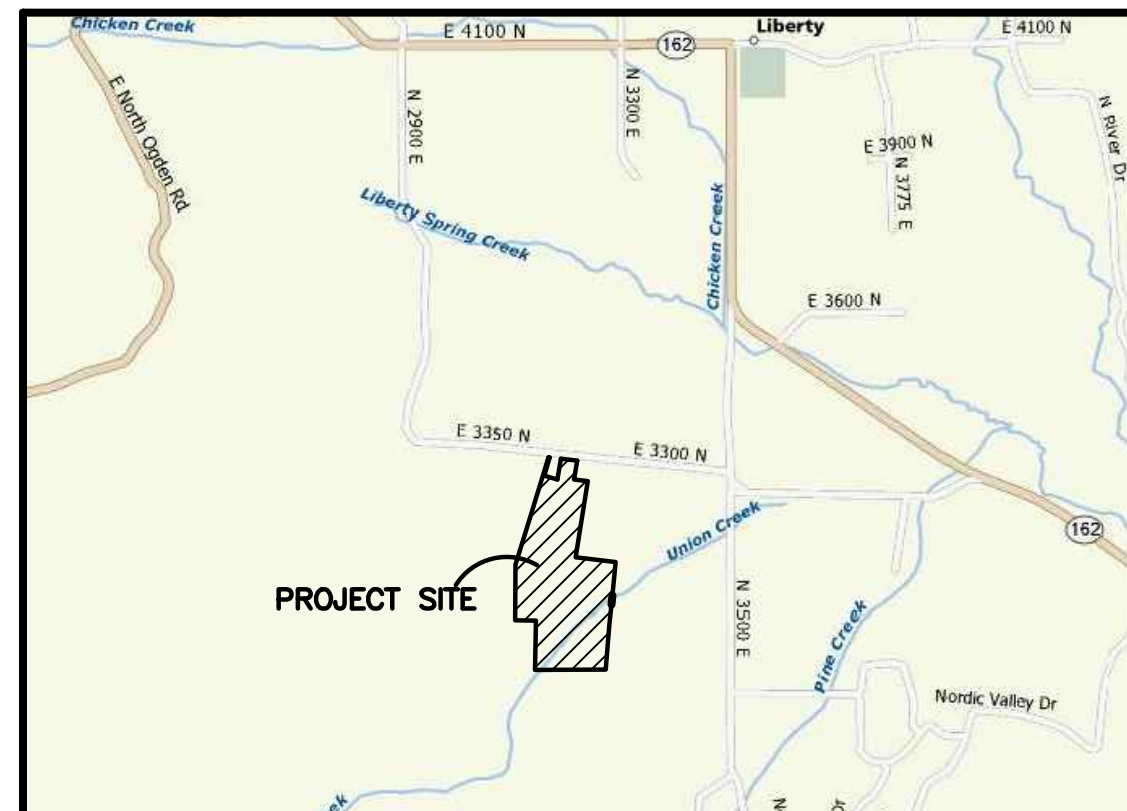 Chicken Creek
E 4100 N
162
Liberty
E 4100 N
E North Ogden Rd
N 2900 E
N 3300 E
N River Dr
E 3900 N
N 3775 E
Liberty Spring Creek
Chicken Creek
E 3600 N
E 3350 N
E 3300 N
Union Creek
162
PROJECT SITE
N 3500 E
Pine Creek
Nordic Valley Dr